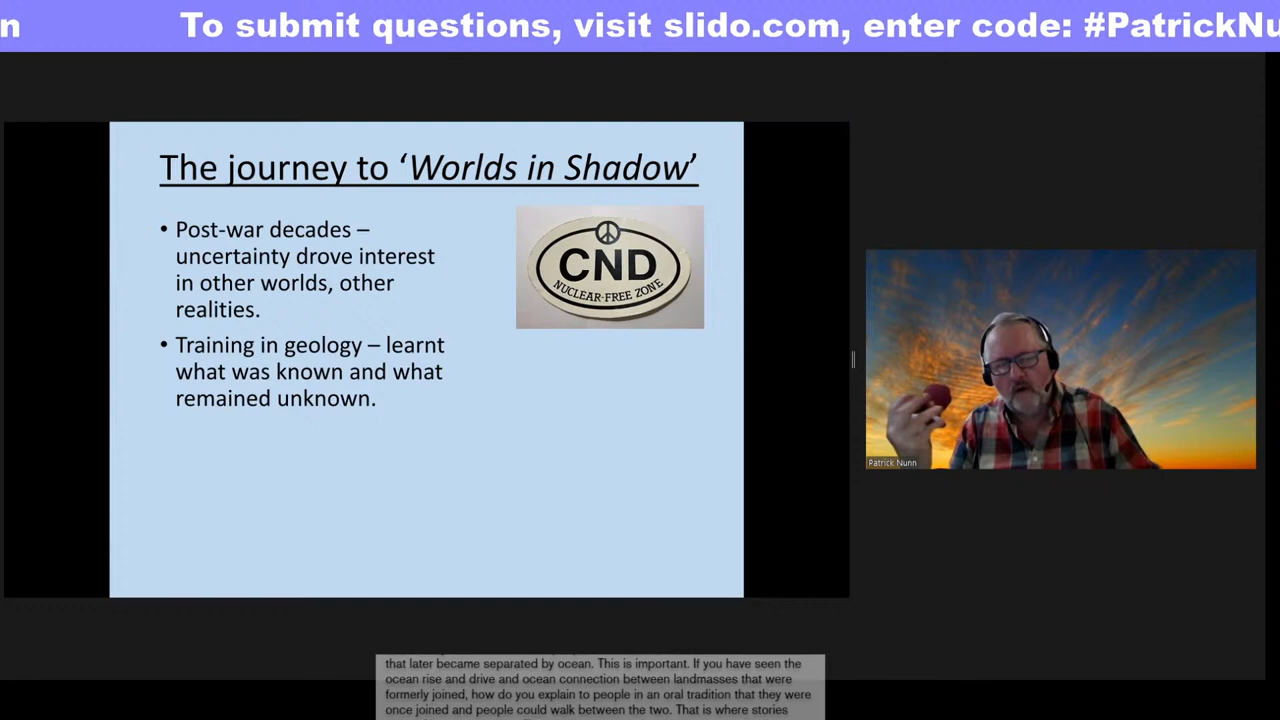 n To submit questions, visit slido.com, enter code: #PatrickNu
The journey to ‘Worlds in Shadow’
• Post-war decades –
uncertainty drove interest
in other worlds, other
realities.
• Training in geology – learnt
what was known and what
remained unknown.
CND
NUCLEAR-FREE ZONE
Patrick Nunn
that later became separated by ocean. This is important. If you have seen the
ocean rise and drive and ocean connection between landmasses that were
formerly joined, how do you explain to people in an oral tradition that they were
once joined and people could walk between the two. That is where stories